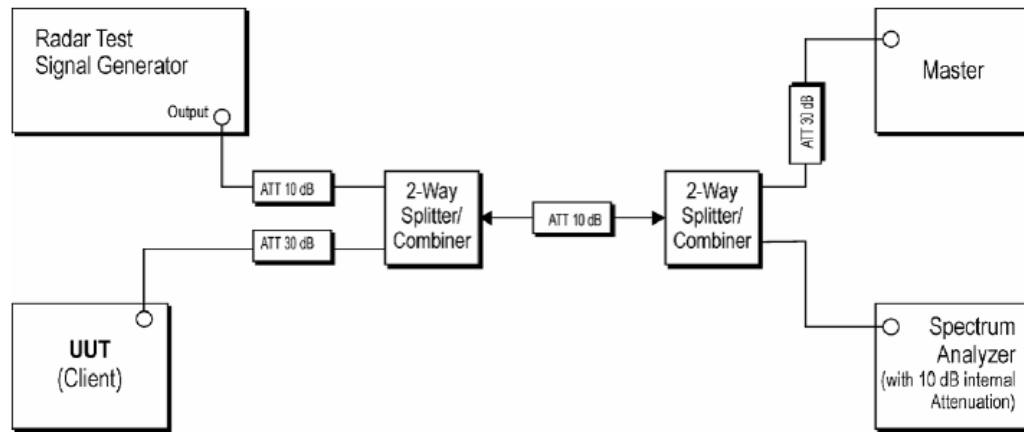 Radar Test
Signal Generator
Output
ATT 10 dB
ATT 30 dB
UUT
(Client)
2-Way
Splitter/
Combiner
ATT 10 dB
2-Way
Splitter/
Combiner
ATT 30 dB
Master
Spectrum
Analyzer
(with 10 dB internal
Attenuation)